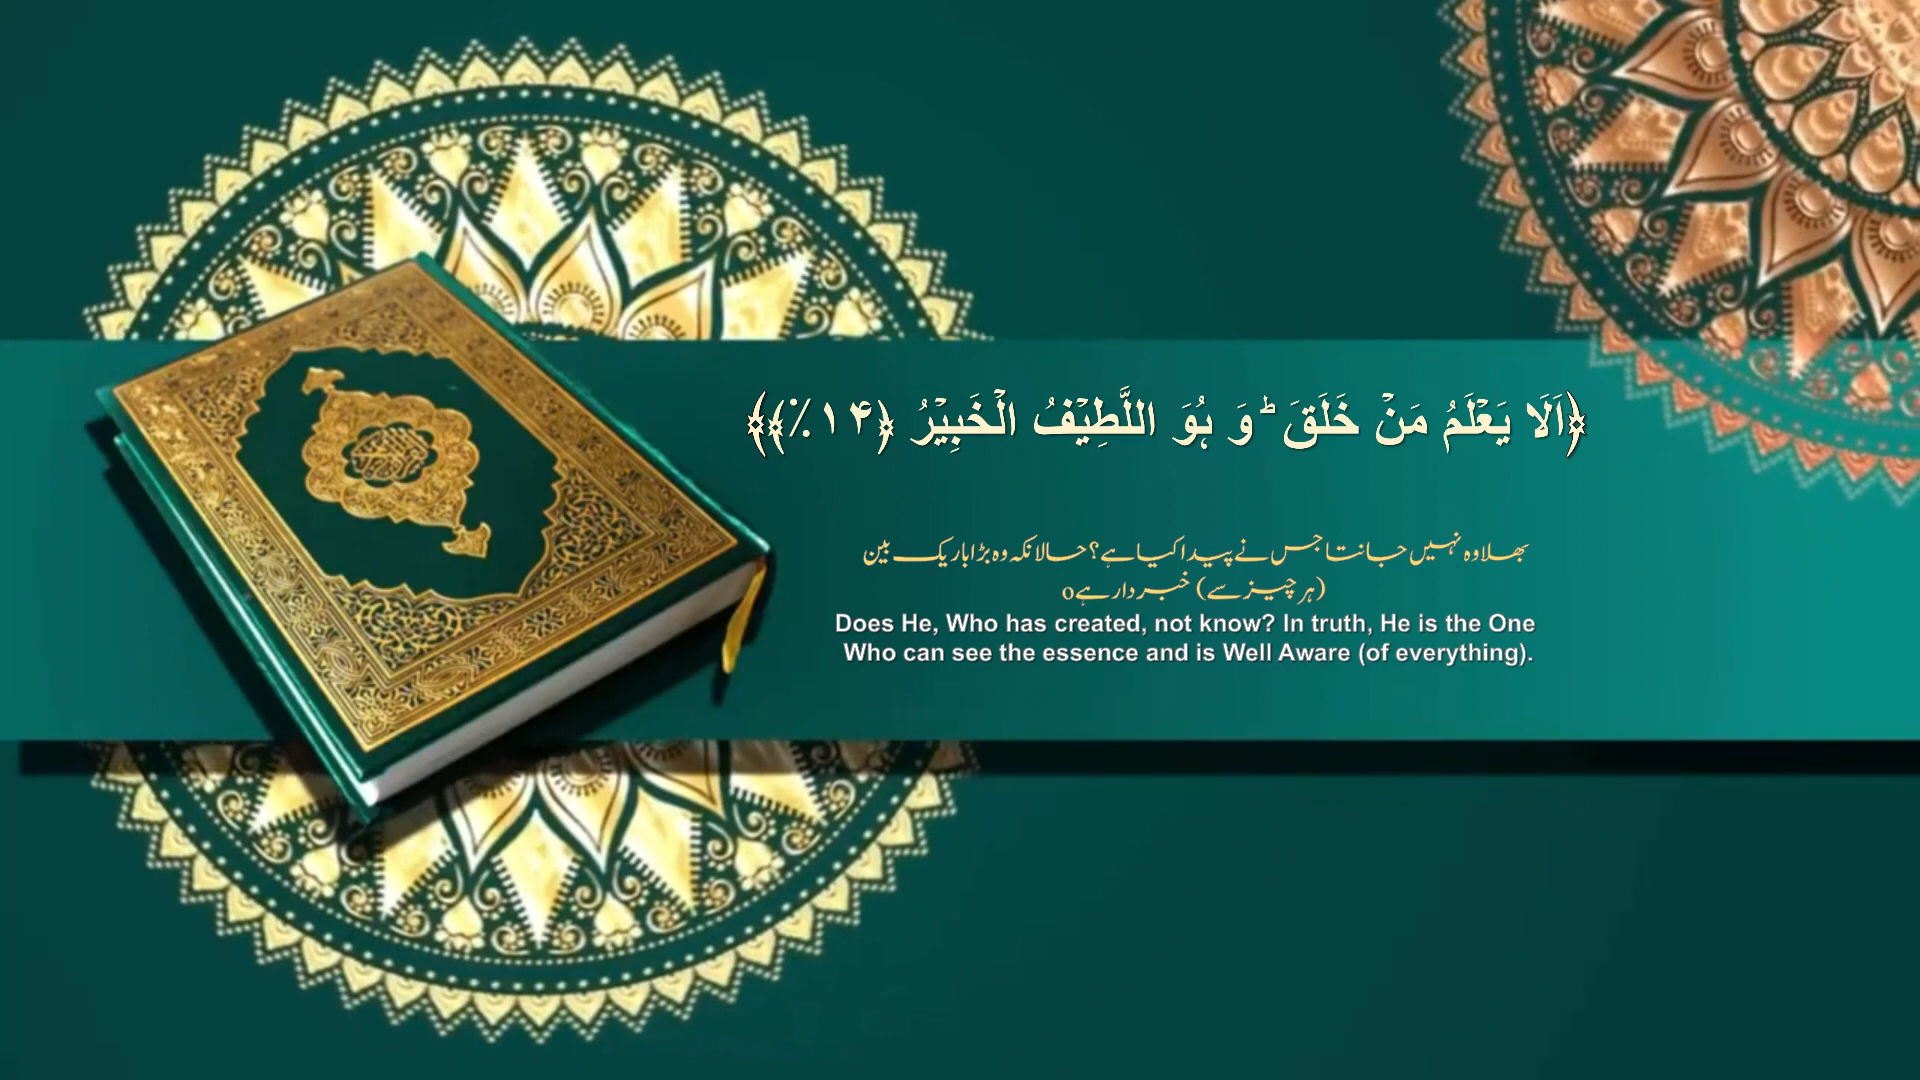 ﴿اَلَا یَعۡلَمُ مَنۡ خَلَقَ ؕ وَ ہُوَ اللَّطِیۡفُ الۡخَبِیۡرُ ﴿۱۴٪﴾﴾
بھلا وہ نہیں جانتا جس نے پیدا کیا ہے؟ حالانکہ وہ بڑا باریک بین
(ہر چیز سے) خبردار ہےo
Does He, Who has created, not know? In truth, He is the One
Who can see the essence and is Well Aware (of everything).